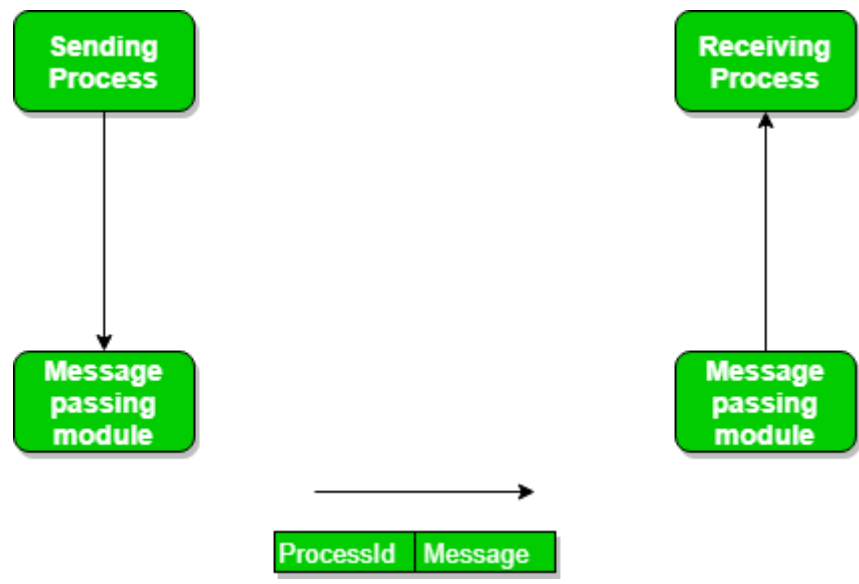 Sending
Process
Receiving
Process
Message
passing
module
Message
passing
module
ProcessId
Message